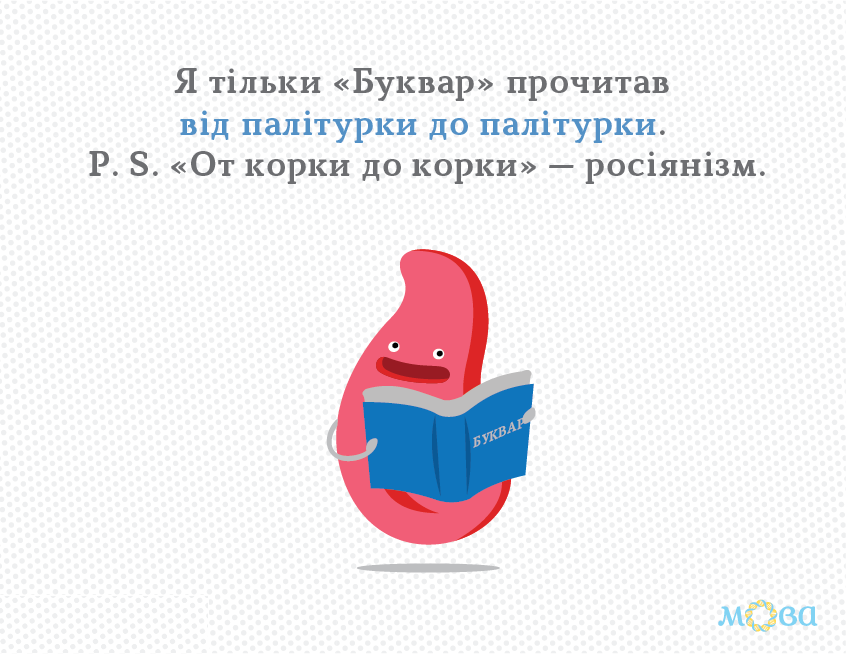 Я тільки «Буквар» прочитав
від палітурки до палітурки.
P. S. «От корки до корки» — росіянізм.
БУКВАР
мова